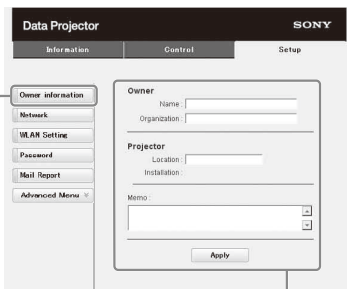 Data Projector SONY
Information Control Setup
Owner information
Network
WLAN Setting
Password
Mail Report
Advanced Menu
Owner
Name :
Organization :
Projector
Location :
Installation :
Memo :
Apply